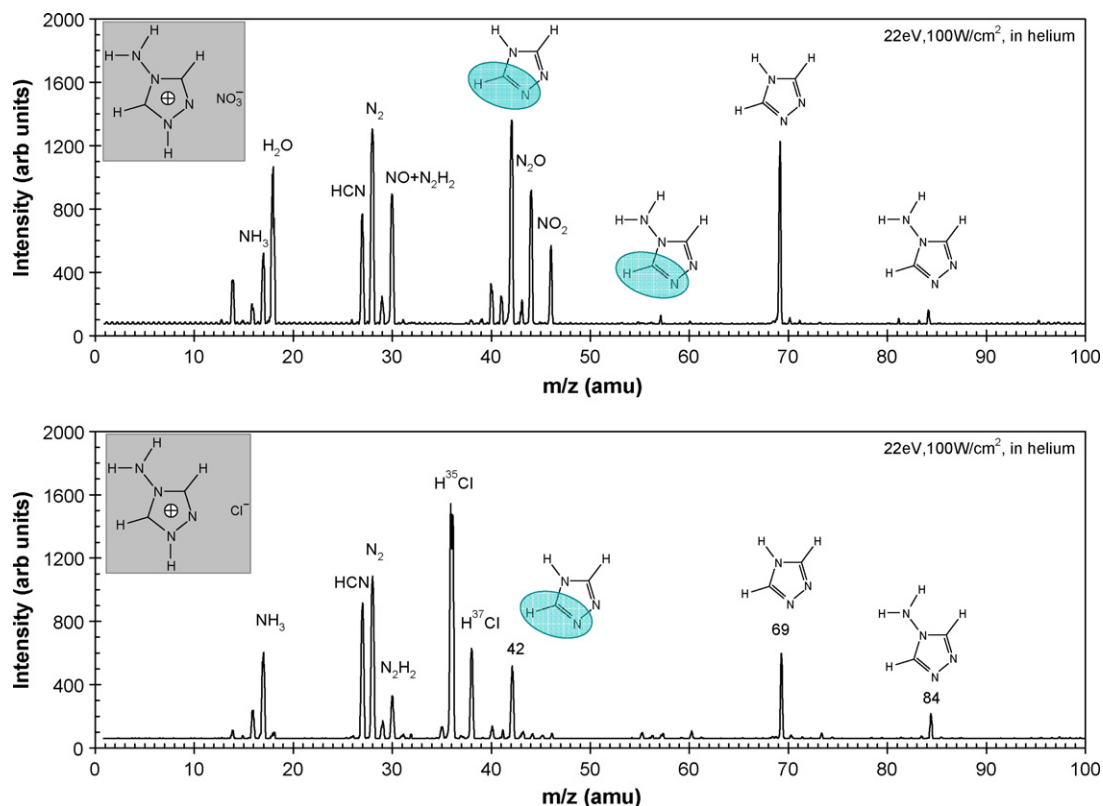 2000
1600
1200
800
400
0
Intensity (arb units)
22eV,100W/cm², in helium
H
H N
H
N
⊕ N NO₃⁻
H N
H
NH₃
H₂O
HCN
N₂
NO+N₂H₂
H H
N
H N N
N₂O
NO₂
H
H N H
N
H N N
H H
N
H N N
H
H N H
N
H N N
0 10 20 30 40 50 60 70 80 90 100
m/z (amu)
2000
1600
1200
800
400
0
Intensity (arb units)
22eV,100W/cm², in helium
H
H N
H
N
⊕ N Cl⁻
H N
H
NH₃
HCN
N₂
N₂H₂
H³⁵Cl
H³⁷Cl
42
H H
N
H N N
H H
N
H N N
69
H
H N H
N
H N N
84
0 10 20 30 40 50 60 70 80 90 100
m/z (amu)